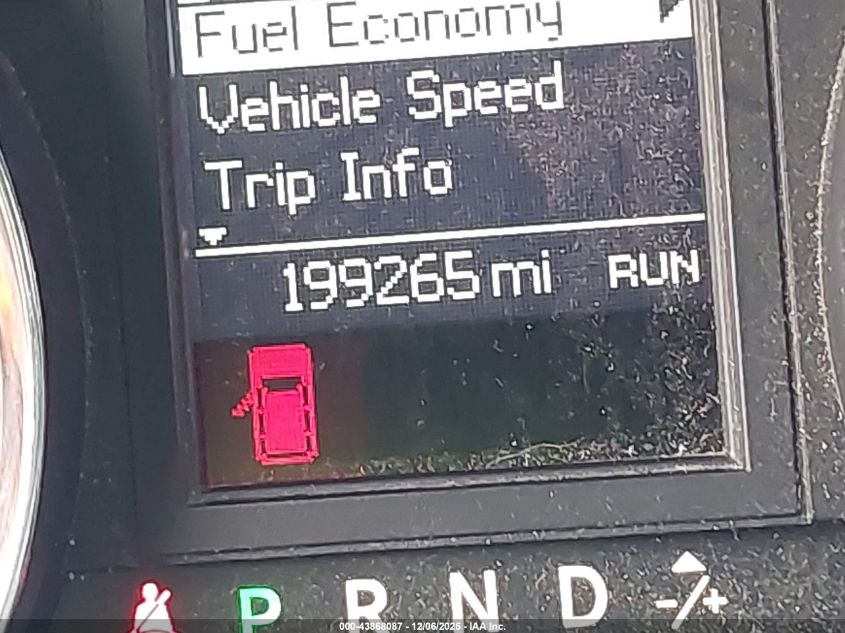 Fuel Economy
Vehicle Speed
Trip Info
199265 mi RUN
P R N D -/+
000-43868087 - 12/06/2025 - IAA Inc.